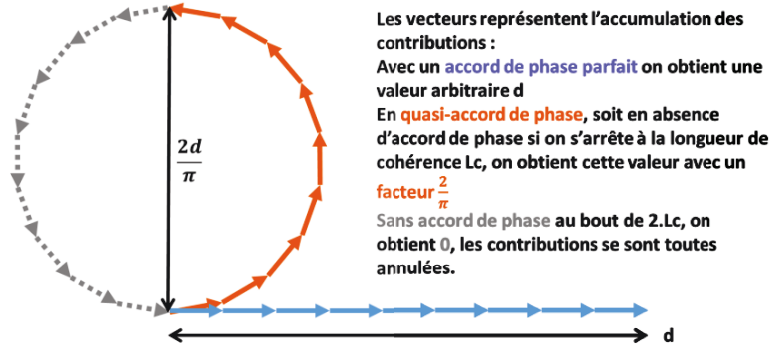 Les vecteurs représentent l'accumulation des
contributions :
Avec un accord de phase parfait on obtient une
valeur arbitraire d
En quasi-accord de phase, soit en absence
d'accord de phase si on s'arrête à la longueur de
cohérence Lc, on obtient cette valeur avec un
facteur 2/π
Sans accord de phase au bout de 2.Lc, on
obtient 0, les contributions se sont toutes
annulées.
2d/π
d